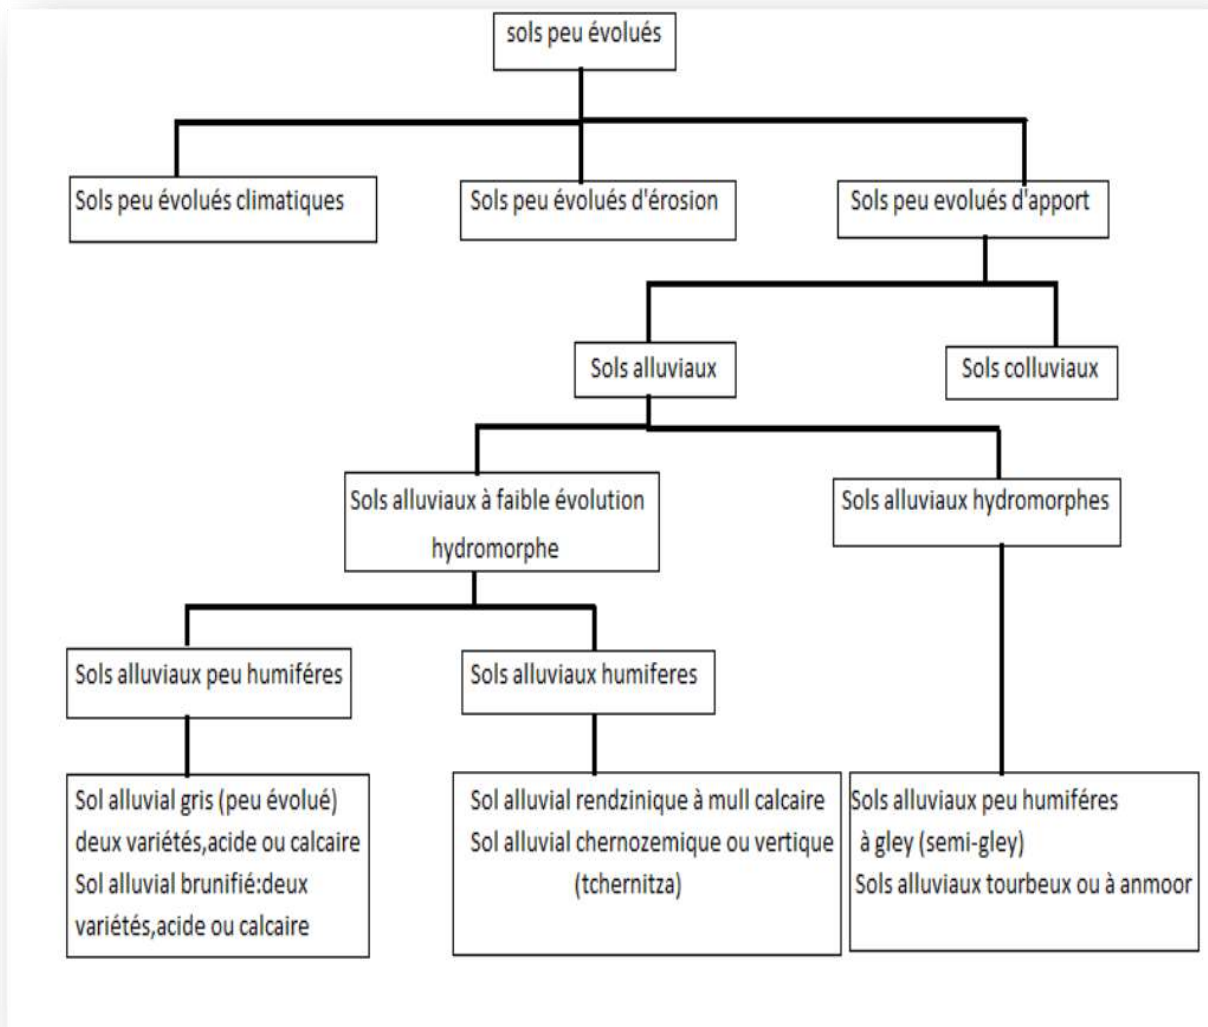 sols peu évolués
Sols peu évolués climatiques
Sols peu évolués d'érosion
Sols peu evolués d'apport
Sols alluviaux
Sols colluviaux
Sols alluviaux à faible évolution
hydromorphe
Sols alluviaux hydromorphes
Sols alluviaux peu humiféres
Sols alluviaux humiferes
Sol alluvial gris (peu évolué)
deux variétés,acide ou calcaire
Sol alluvial brunifié:deux
variétés,acide ou calcaire
Sol alluvial rendzinique à mull calcaire
Sol alluvial chernozemique ou vertique
(tchernitza)
Sols alluviaux peu humiféres
à gley (semi-gley)
Sols alluviaux tourbeux ou à anmoor